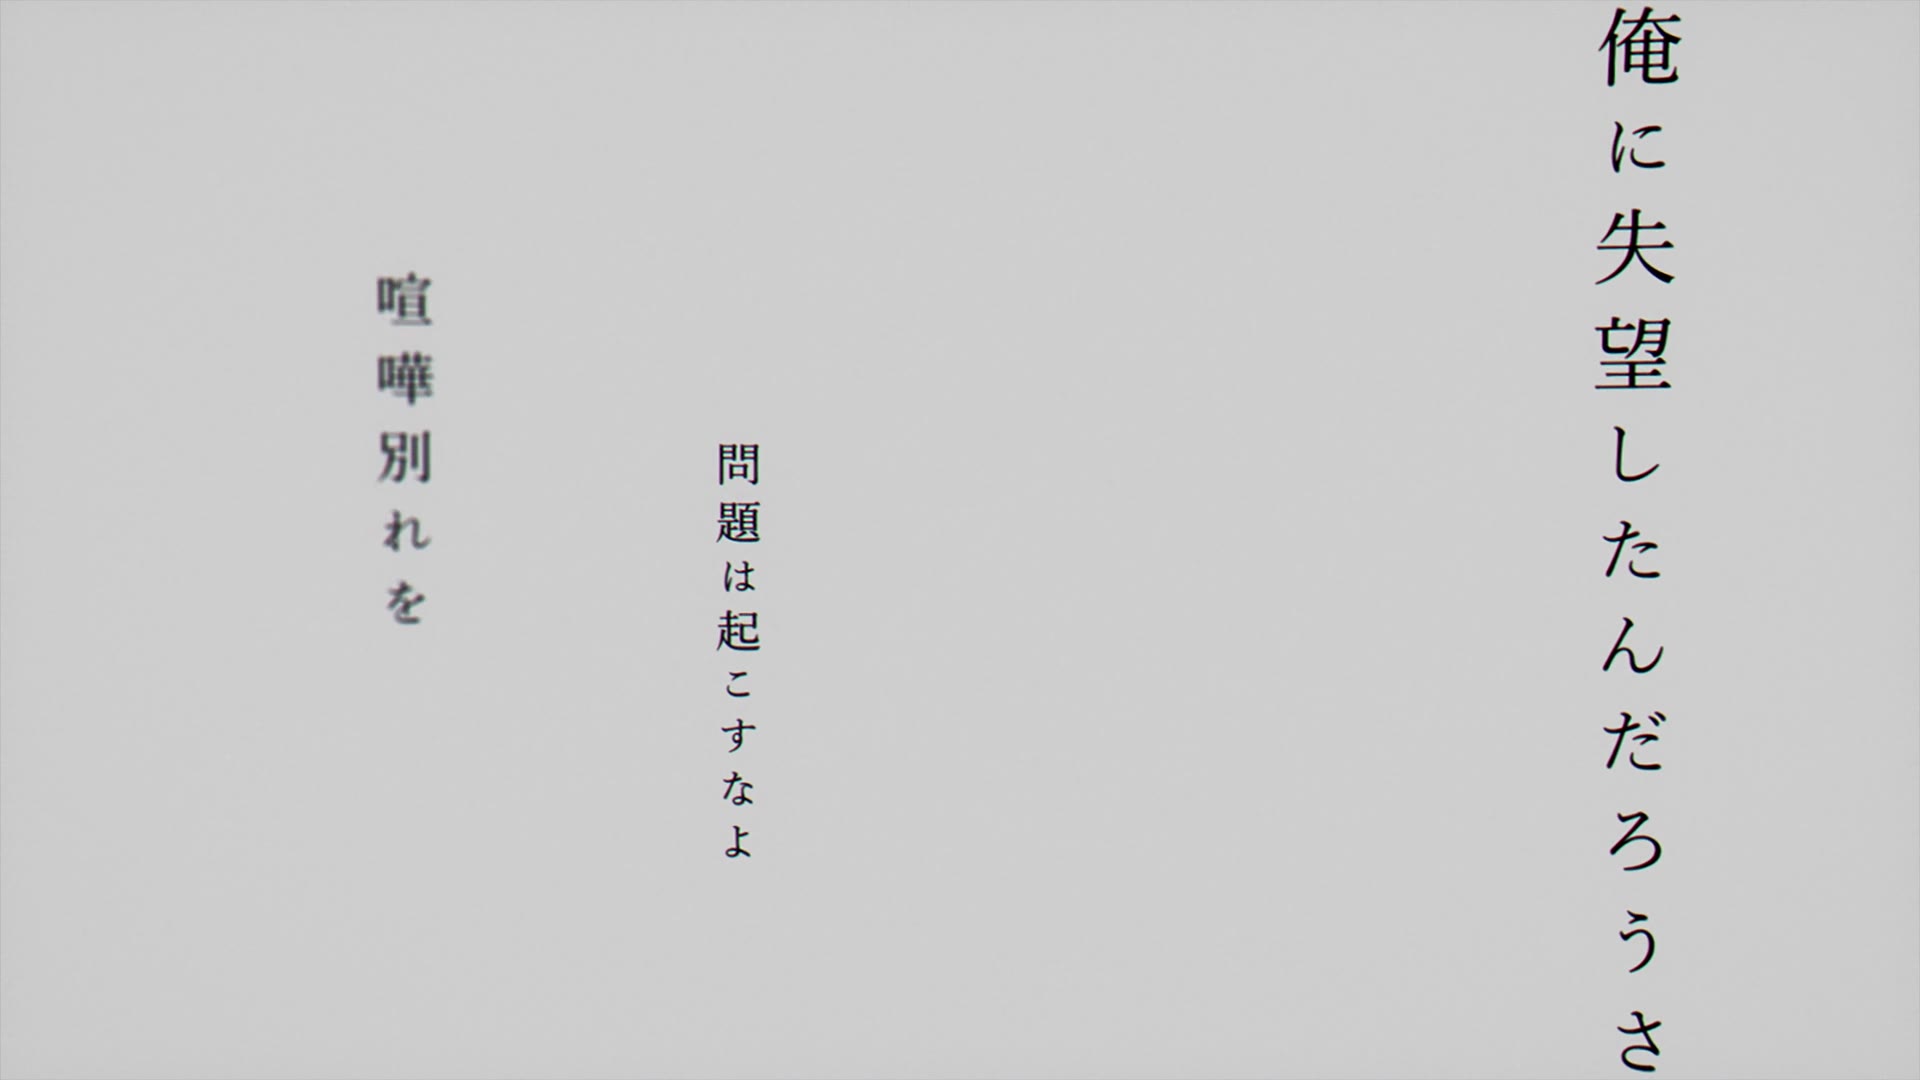 俺に失望したんだろうさ
問題は起こすなよ
喧嘩別れを